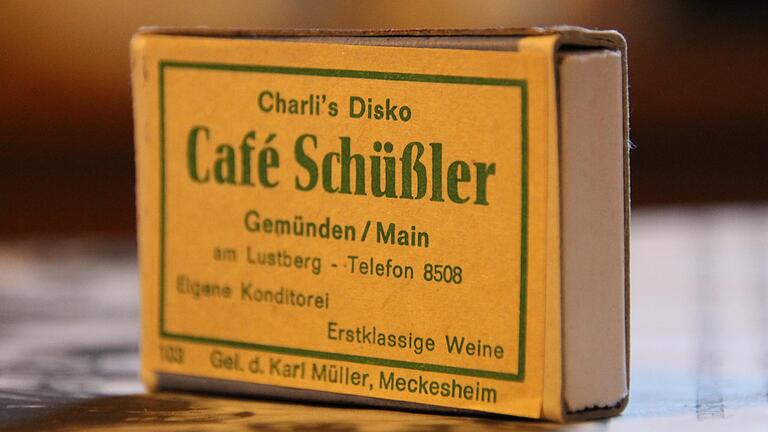 Charli's Disko
Café Schüßler
Gemünden / Main
am Lustberg - Telefon 8508
Eigene Konditorei
Erstklassige Weine
103 Gel. d. Karl Müller, Meckesheim